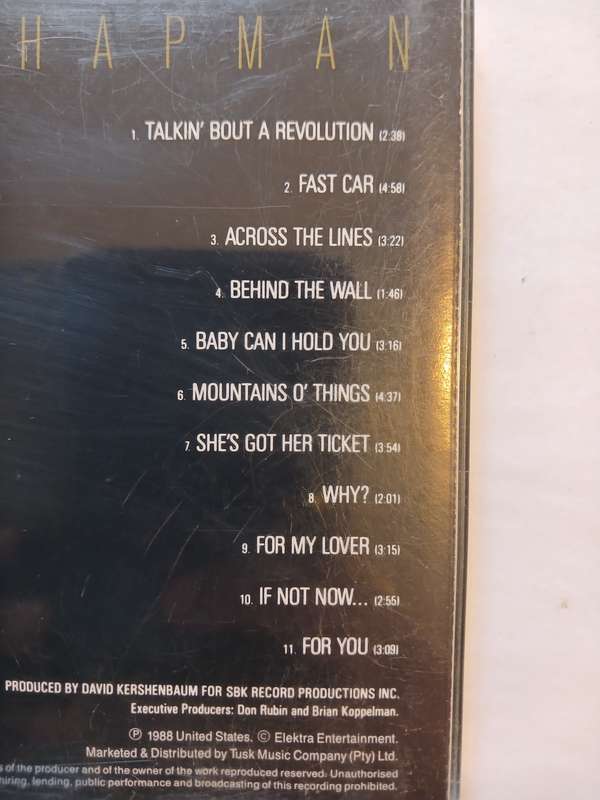 HAPMAN
1. TALKIN' BOUT A REVOLUTION (2:38)
2. FAST CAR (4:58)
3. ACROSS THE LINES (3:22)
4. BEHIND THE WALL (1:46)
5. BABY CAN I HOLD YOU (3:16)
6. MOUNTAINS O' THINGS (4:37)
7. SHE'S GOT HER TICKET (3:54)
8. WHY? (2:01)
9. FOR MY LOVER (3:15)
10. IF NOT NOW... (2:55)
11. FOR YOU (3:09)
PRODUCED BY DAVID KERSHENBAUM FOR SBK RECORD PRODUCTIONS INC.
Executive Producers: Don Rubin and Brian Koppelman.
℗ 1988 United States. © Elektra Entertainment.
Marketed & Distributed by Tusk Music Company (Pty) Ltd.
s of the producer and of the owner of the work reproduced reserved. Unauthorised
hiring, lending, public performance and broadcasting of this recording prohibited.